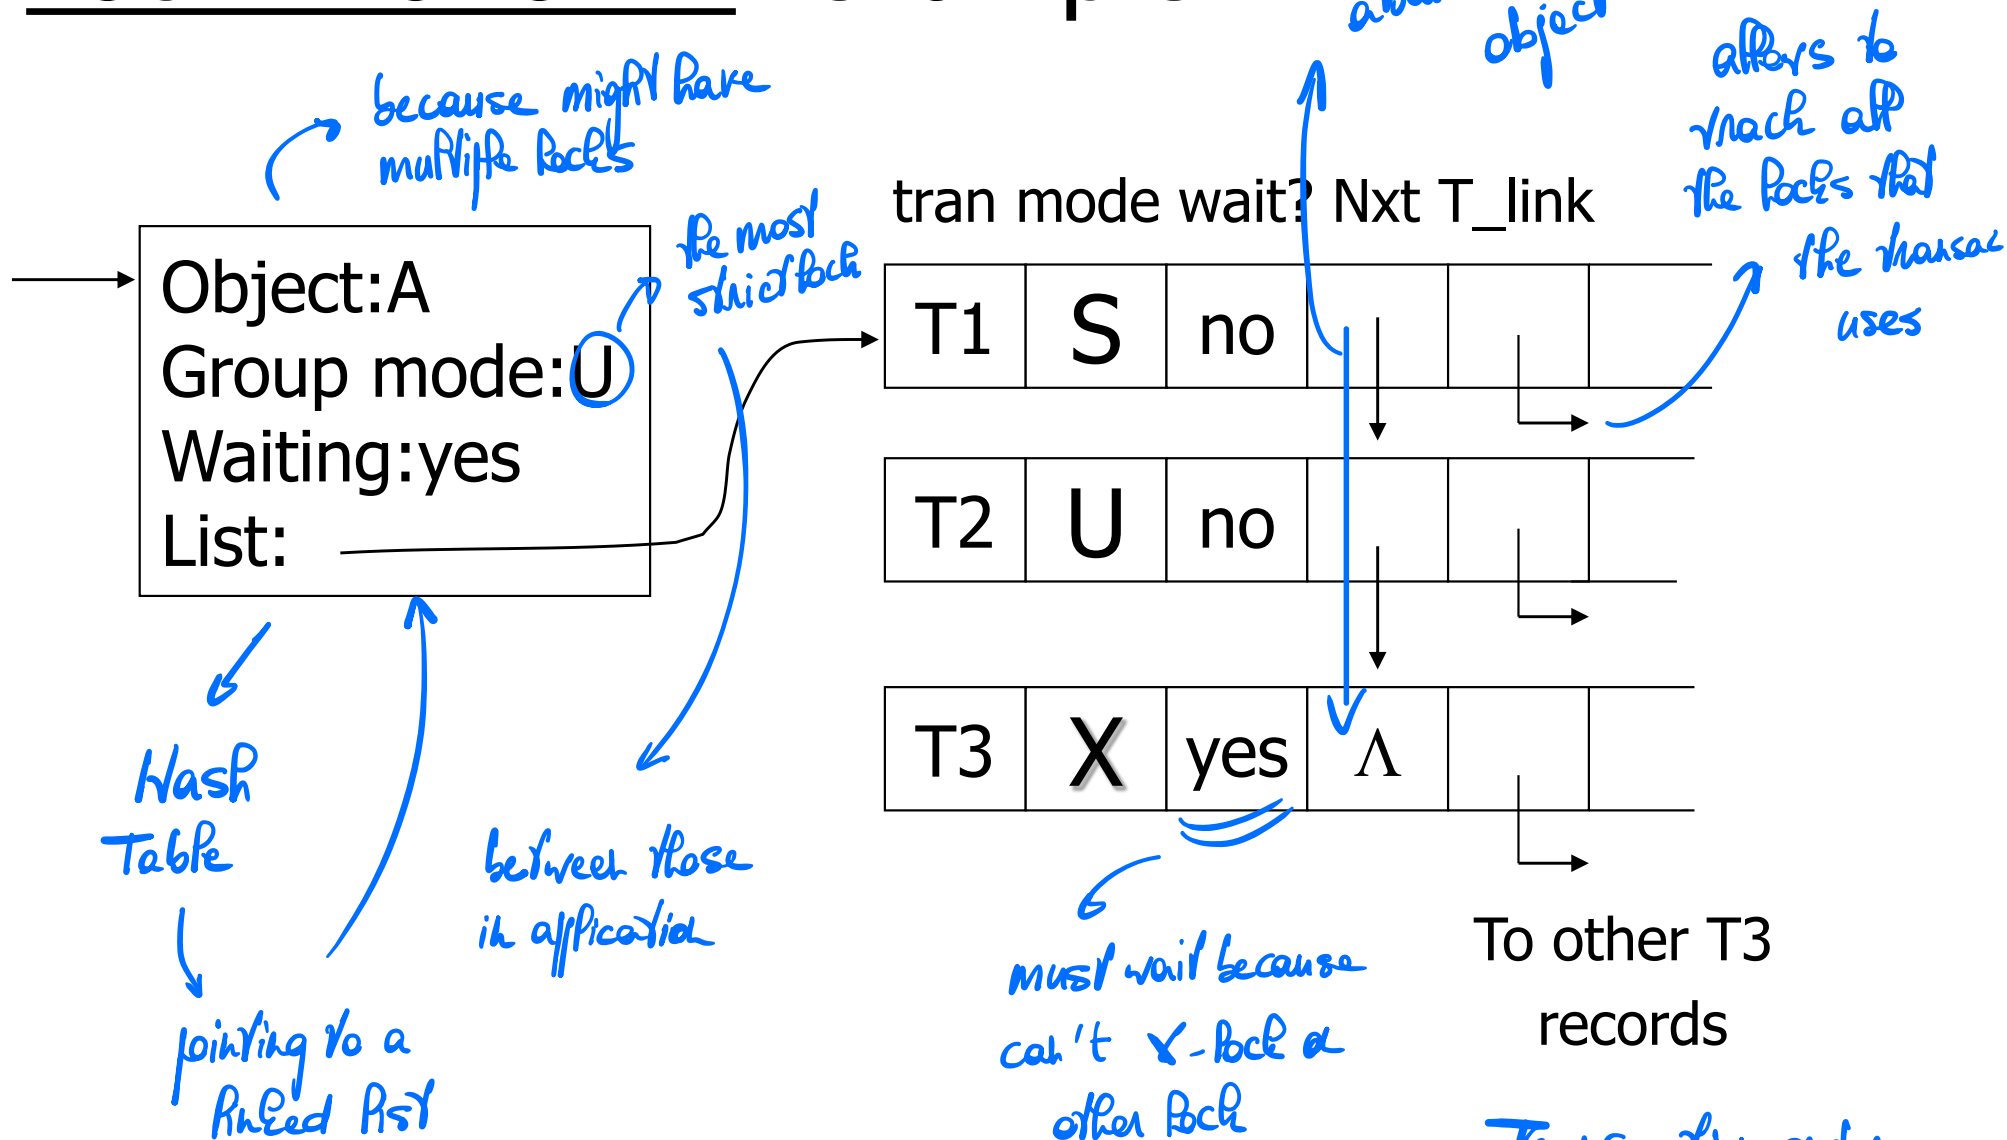 object
allows to
reach all
the locks that
the transac
uses
because might have
multiple locks
the most
strict lock
tran mode wait? Nxt T_link
Object:A
Group mode:U
Waiting:yes
List:
T1 S no
T2 U no
T3 X yes Λ
Hash
Table
pointing to a
linked list
between those
in application
must wait because
can't X-lock a
other lock
To other T3
records